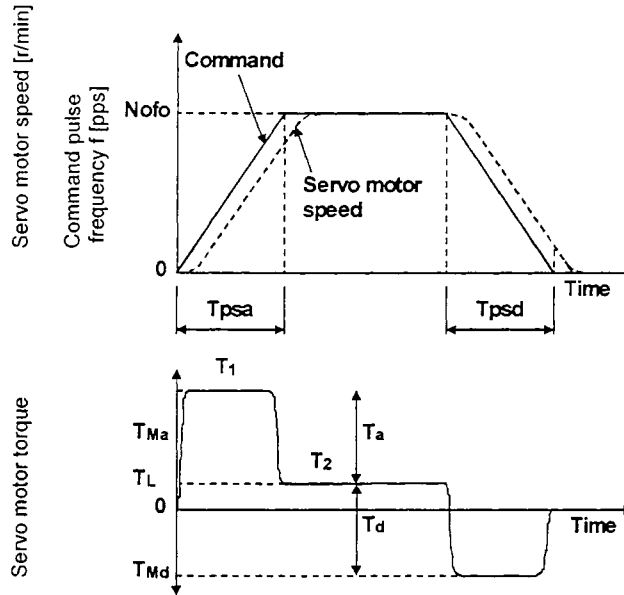 Servo motor speed [r/min]
Command pulse
frequency f [pps]
Command
Nofo
Servo motor
speed
0
Time
Tpsa
Tpsd
Servo motor torque
T1
TMa
Ta
T2
TL
0
Td
Time
TMd